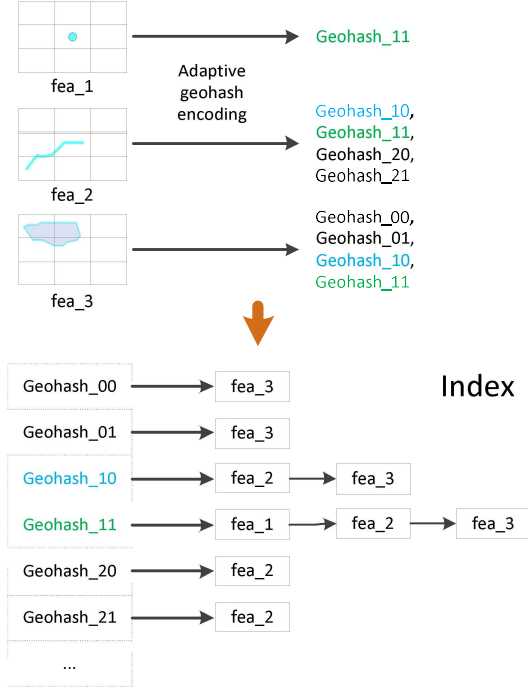 fea_1
Adaptive
geohash
encoding
Geohash_11
fea_2
Geohash_10,
Geohash_11,
Geohash_20,
Geohash_21
fea_3
Geohash_00,
Geohash_01,
Geohash_10,
Geohash_11
Index
Geohash_00 fea_3
Geohash_01 fea_3
Geohash_10 fea_2 fea_3
Geohash_11 fea_1 fea_2 fea_3
Geohash_20 fea_2
Geohash_21 fea_2
...